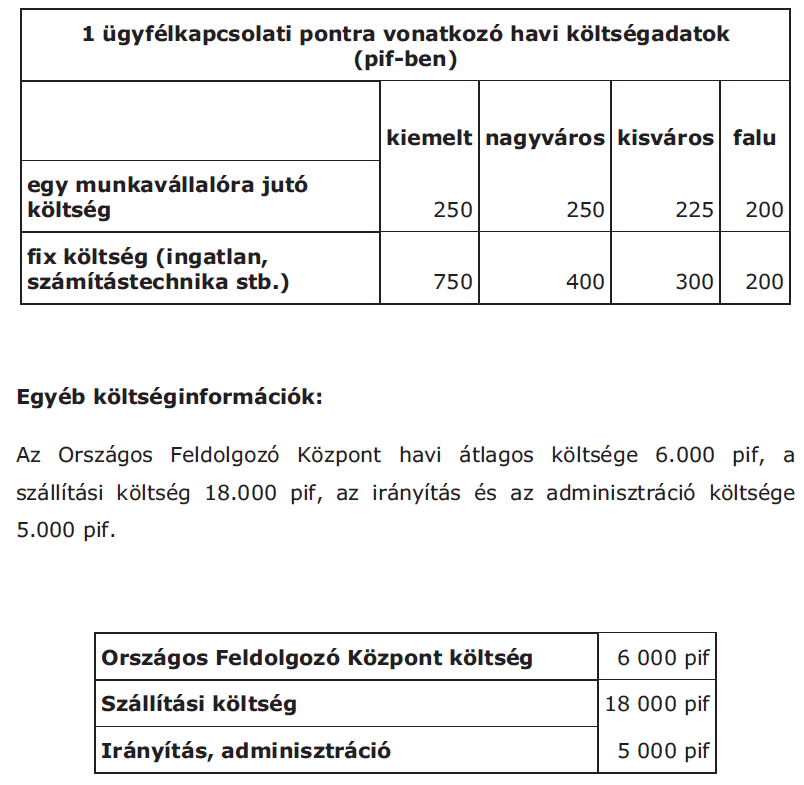 1 ügyfélkapcsolati pontra vonatkozó havi költségadatok
(pif-ben)
kiemelt nagyváros kisváros falu
egy munkavállalóra jutó
költség 250 250 225 200
fix költség (ingatlan,
számítástechnika stb.) 750 400 300 200
Egyéb költséginformációk:
Az Országos Feldolgozó Központ havi átlagos költsége 6.000 pif, a
szállítási költség 18.000 pif, az irányítás és az adminisztráció költsége
5.000 pif.
Országos Feldolgozó Központ költség 6 000 pif
Szállítási költség 18 000 pif
Irányítás, adminisztráció 5 000 pif